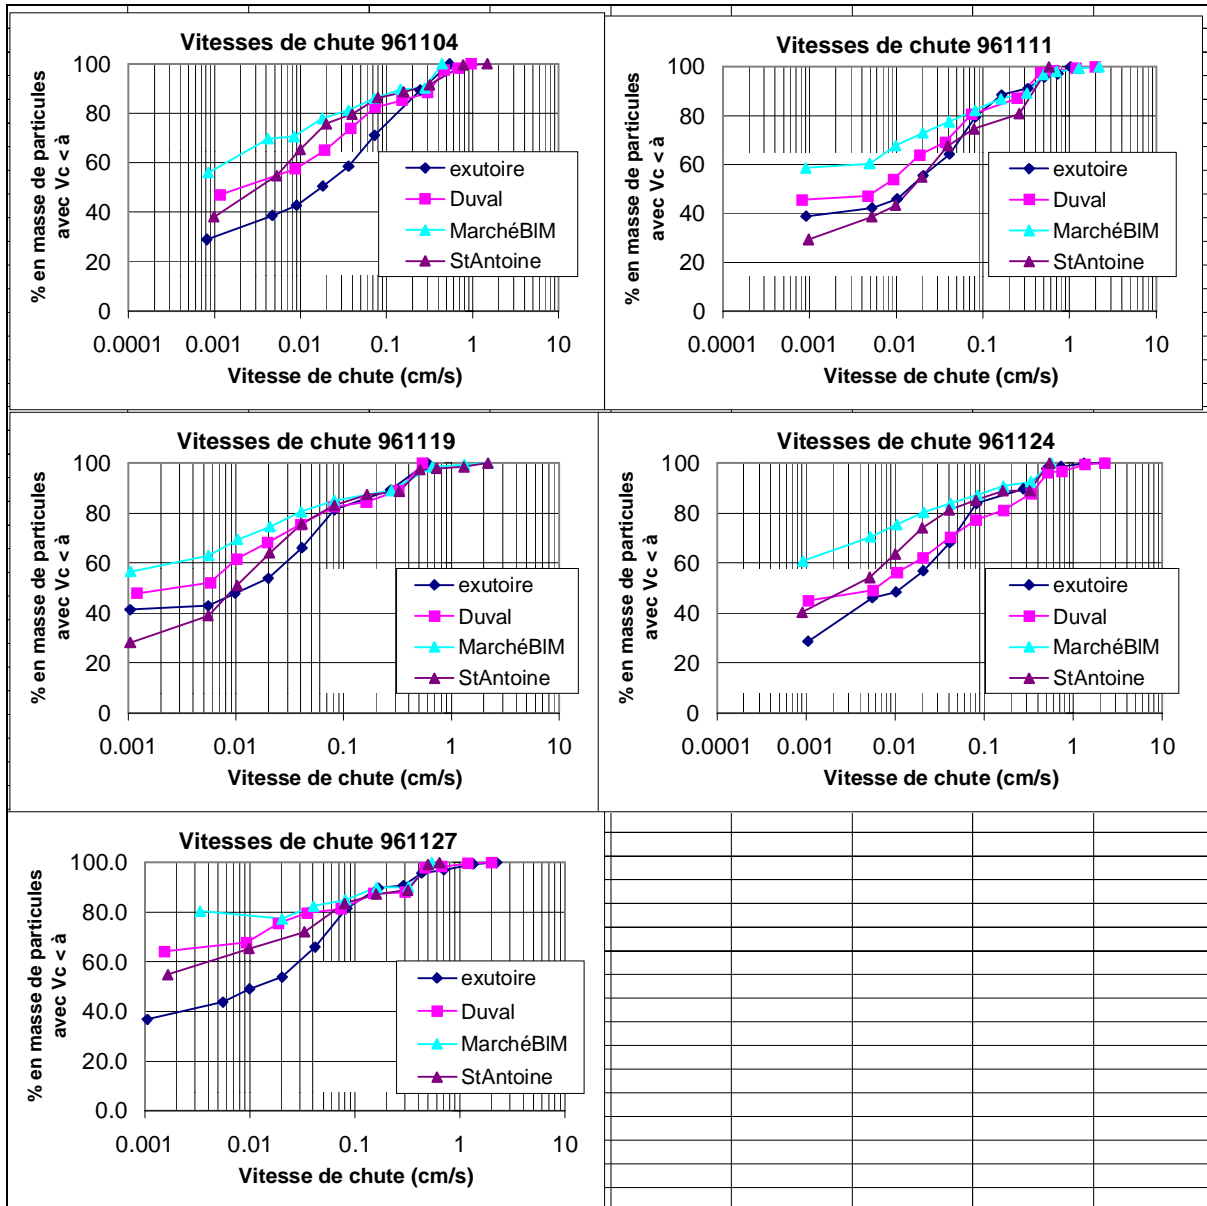 Vitesses de chute 961104
% en masse de particules
avec Vc < à
100
80
60
40
20
0
0.0001 0.001 0.01 0.1 1 10
Vitesse de chute (cm/s)
exutoire
Duval
MarchéBIM
StAntoine
Vitesses de chute 961111
% en masse de particules
avec Vc < à
100
80
60
40
20
0
0.0001 0.001 0.01 0.1 1 10
Vitesse de chute (cm/s)
exutoire
Duval
MarchéBIM
StAntoine
Vitesses de chute 961119
% en masse de particules
avec Vc < à
100
80
60
40
20
0
0.001 0.01 0.1 1 10
Vitesse de chute (cm/s)
exutoire
Duval
MarchéBIM
StAntoine
Vitesses de chute 961124
% en masse de particules
avec Vc < à
100
80
60
40
20
0
0.0001 0.001 0.01 0.1 1 10
Vitesse de chute (cm/s)
exutoire
Duval
MarchéBIM
StAntoine
Vitesses de chute 961127
% en masse de particules
avec Vc < à
100.0
80.0
60.0
40.0
20.0
0.0
0.001 0.01 0.1 1 10
Vitesse de chute (cm/s)
exutoire
Duval
MarchéBIM
StAntoine